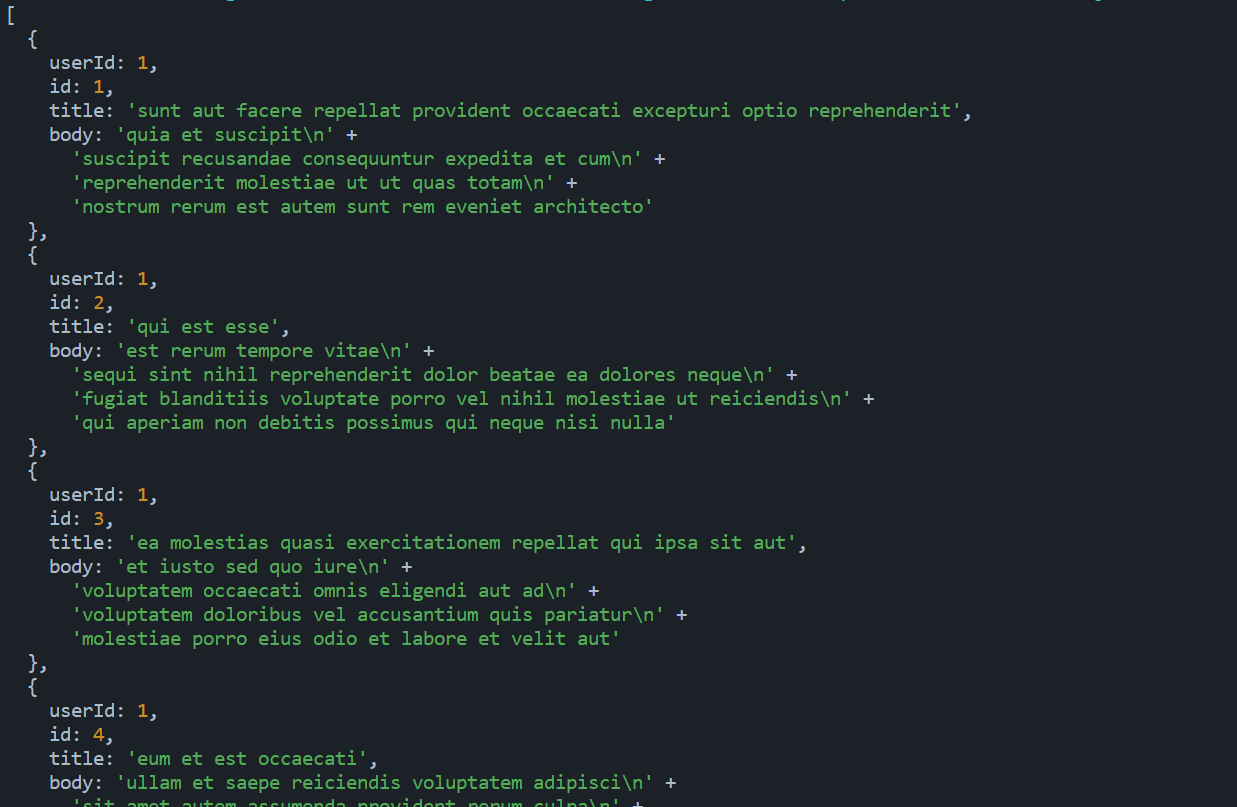 [
  {
    userId: 1,
    id: 1,
    title: 'sunt aut facere repellat provident occaecati excepturi optio reprehenderit',
    body: 'quia et suscipit\n' +
      'suscipit recusandae consequuntur expedita et cum\n' +
      'reprehenderit molestiae ut ut quas totam\n' +
      'nostrum rerum est autem sunt rem eveniet architecto'
  },
  {
    userId: 1,
    id: 2,
    title: 'qui est esse',
    body: 'est rerum tempore vitae\n' +
      'sequi sint nihil reprehenderit dolor beatae ea dolores neque\n' +
      'fugiat blanditiis voluptate porro vel nihil molestiae ut reiciendis\n' +
      'qui aperiam non debitis possimus qui neque nisi nulla'
  },
  {
    userId: 1,
    id: 3,
    title: 'ea molestias quasi exercitationem repellat qui ipsa sit aut',
    body: 'et iusto sed quo iure\n' +
      'voluptatem occaecati omnis eligendi aut ad\n' +
      'voluptatem doloribus vel accusantium quis pariatur\n' +
      'molestiae porro eius odio et labore et velit aut'
  },
  {
    userId: 1,
    id: 4,
    title: 'eum et est occaecati',
    body: 'ullam et saepe reiciendis voluptatem adipisci\n' +
      'sit amet autem assumenda provident rerum culpa\n' +